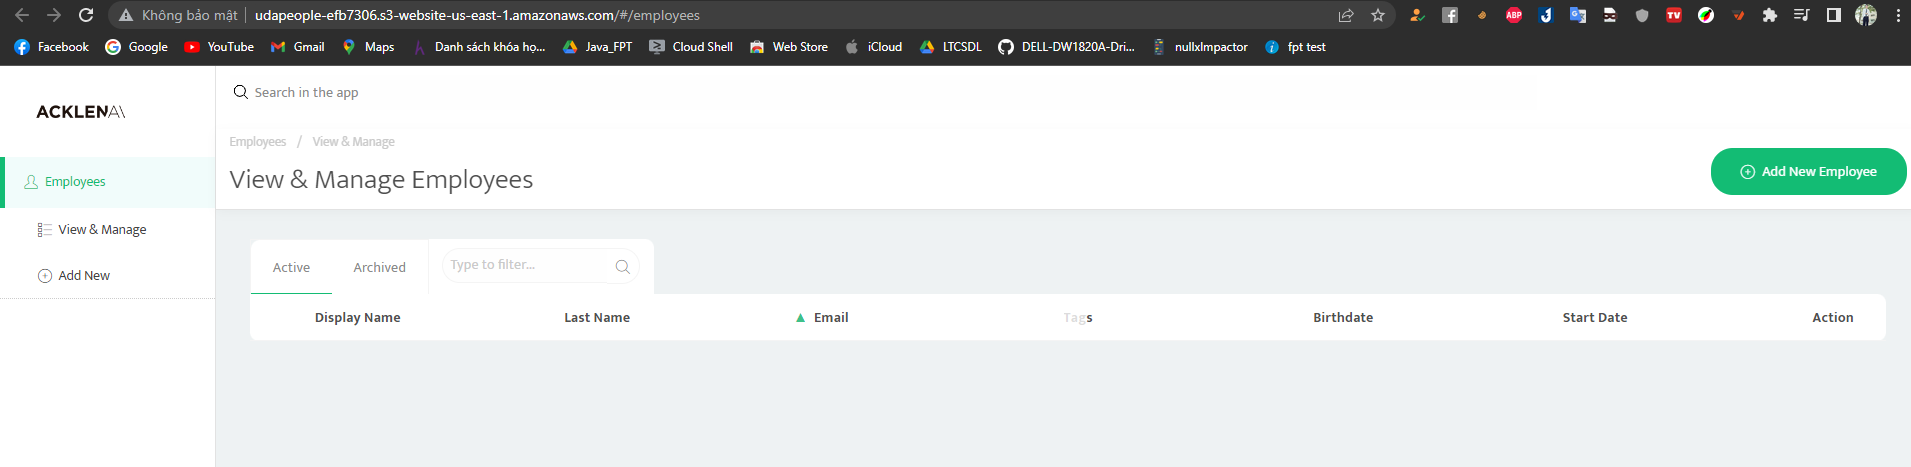 Không bảo mật | udapeople-efb7306.s3-website-us-east-1.amazonaws.com/#/employees
ABP
TV
Facebook Google YouTube Gmail Maps Danh sách khóa họ... Java_FPT Cloud Shell Web Store iCloud LTCSDL DELL-DW1820A-Dri... nullxImpactor fpt test
ACKLENAV
Search in the app
Employees / View & Manage
View & Manage Employees
Add New Employee
Employees
View & Manage
Add New
Active Archived Type to filter...
Display Name Last Name ▲ Email Tags Birthdate Start Date Action